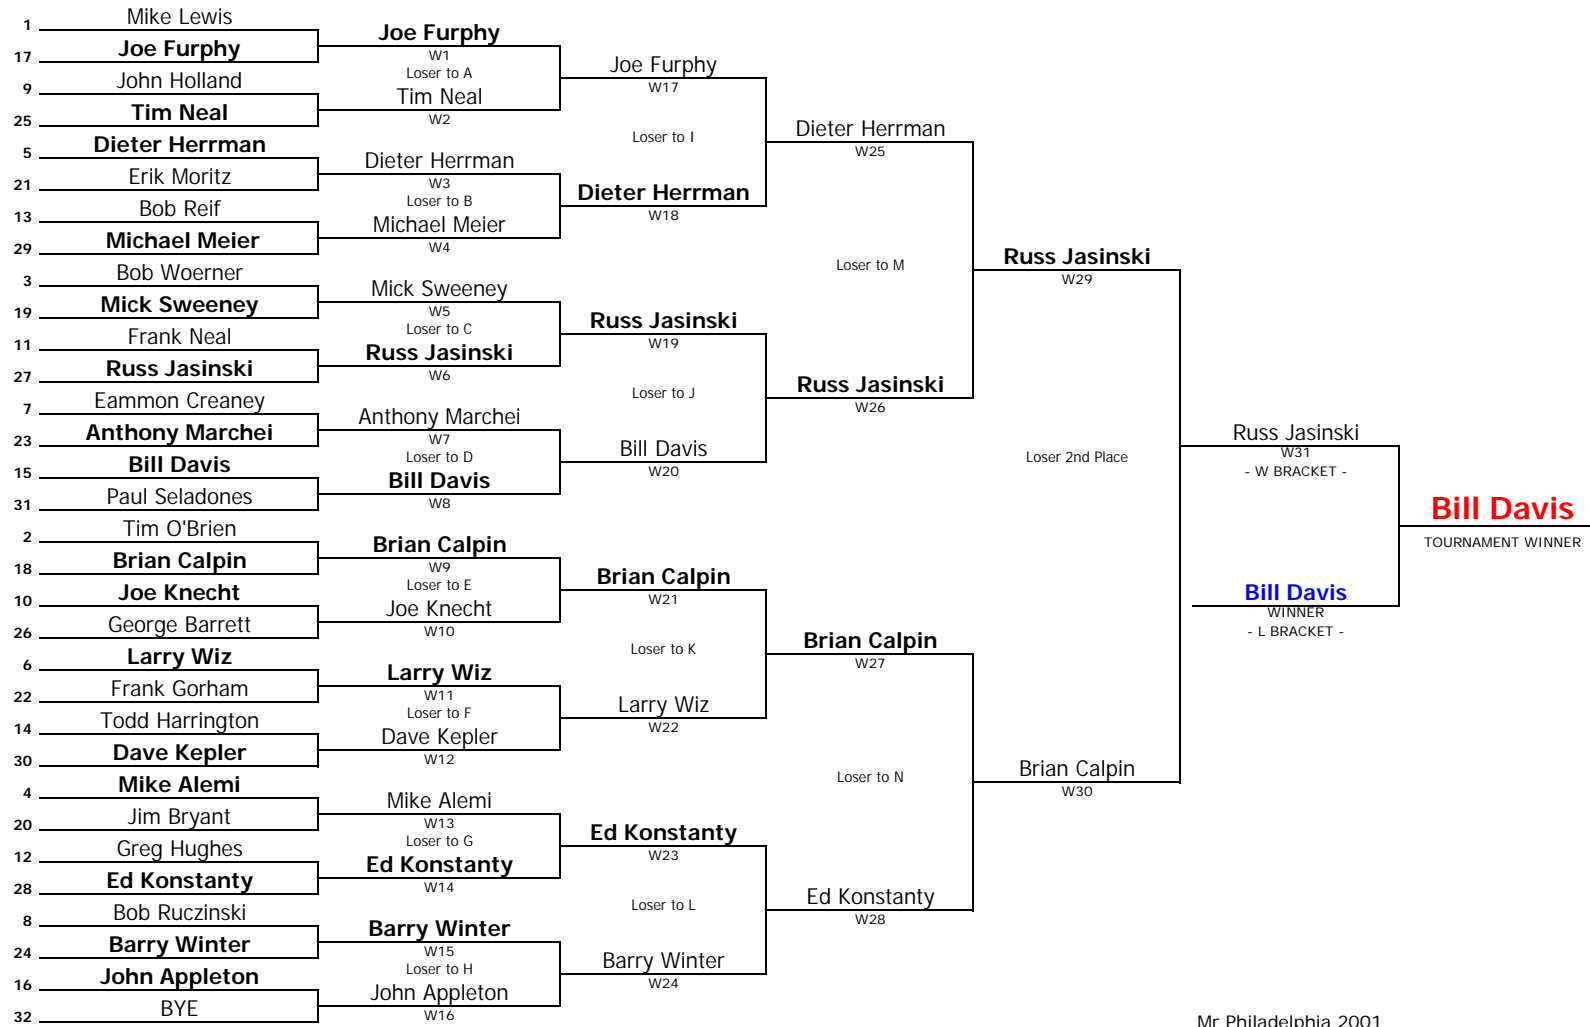 1 Mike Lewis
17 Joe Furphy
9 John Holland
25 Tim Neal
5 Dieter Herrman
21 Erik Moritz
13 Bob Reif
29 Michael Meier
3 Bob Woerner
19 Mick Sweeney
11 Frank Neal
27 Russ Jasinski
7 Eammon Creaney
23 Anthony Marchei
15 Bill Davis
31 Paul Seladones
2 Tim O'Brien
18 Brian Calpin
10 Joe Knecht
26 George Barrett
6 Larry Wiz
22 Frank Gorham
14 Todd Harrington
30 Dave Kepler
4 Mike Alemi
20 Jim Bryant
12 Greg Hughes
28 Ed Konstanty
8 Bob Ruczinski
24 Barry Winter
16 John Appleton
32 BYE
Joe Furphy
W1
Loser to A
Tim Neal
W2
Dieter Herrman
W3
Loser to B
Michael Meier
W4
Mick Sweeney
W5
Loser to C
Russ Jasinski
W6
Anthony Marchei
W7
Loser to D
Bill Davis
W8
Brian Calpin
W9
Loser to E
Joe Knecht
W10
Larry Wiz
W11
Loser to F
Dave Kepler
W12
Mike Alemi
W13
Loser to G
Ed Konstanty
W14
Barry Winter
W15
Loser to H
John Appleton
W16
Joe Furphy
W17
Loser to I
Dieter Herrman
W18
Russ Jasinski
W19
Loser to J
Bill Davis
W20
Brian Calpin
W21
Loser to K
Larry Wiz
W22
Ed Konstanty
W23
Loser to L
Barry Winter
W24
Dieter Herrman
W25
Loser to M
Russ Jasinski
W26
Brian Calpin
W27
Loser to N
Ed Konstanty
W28
Russ Jasinski
W29
Loser 2nd Place
Brian Calpin
W30
Russ Jasinski
W31
- W BRACKET -
Bill Davis
WINNER
- L BRACKET -
Bill Davis
TOURNAMENT WINNER
Mr Philadelphia 2001